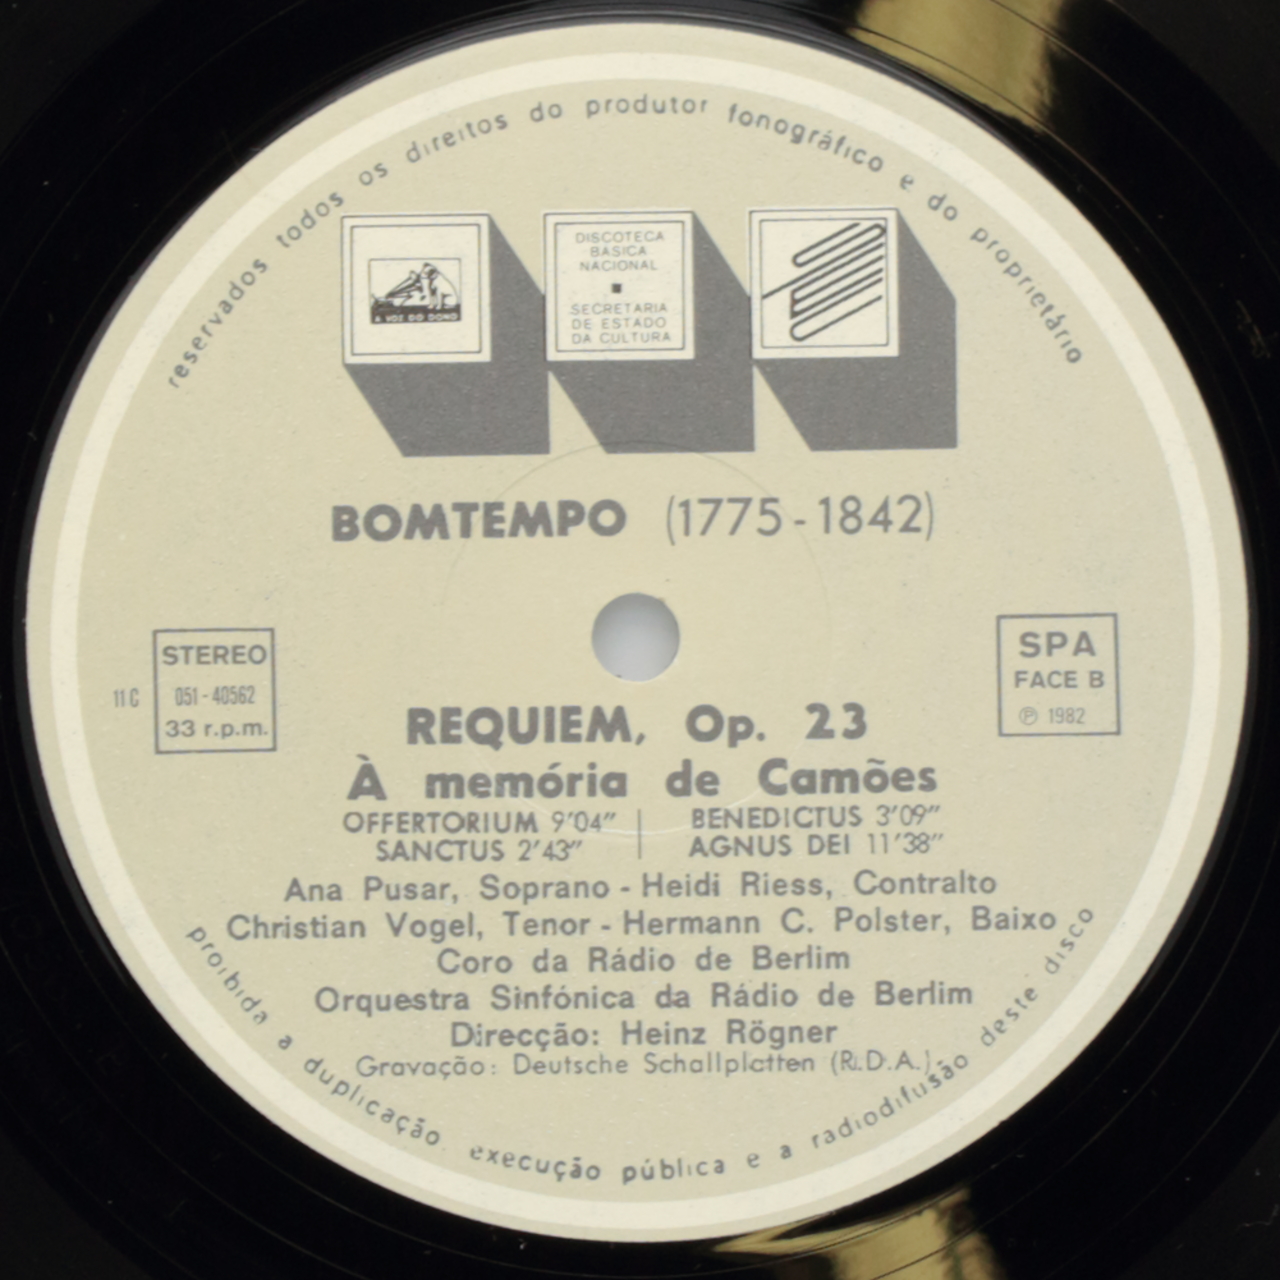 reservados todos os direitos do produtor fonográfico e do proprietário
A VOZ DO DONO
DISCOTECA
BÁSICA
NACIONAL
SECRETARIA
DE ESTADO
DA CULTURA
BOMTEMPO (1775-1842)
STEREO
11 C 051-40562
33 r.p.m.
SPA
FACE B
℗ 1982
REQUIEM, Op. 23
À memória de Camões
OFFERTORIUM 9'04" | BENEDICTUS 3'09"
SANCTUS 2'43" | AGNUS DEI 11'38"
Ana Pusar, Soprano - Heidi Riess, Contralto
Christian Vogel, Tenor - Hermann C. Polster, Baixo
Coro da Rádio de Berlim
Orquestra Sinfónica da Rádio de Berlim
Direcção: Heinz Rögner
Gravação: Deutsche Schallplatten (R.D.A.)
proibida a duplicação execução pública e a radiodifusão deste disco